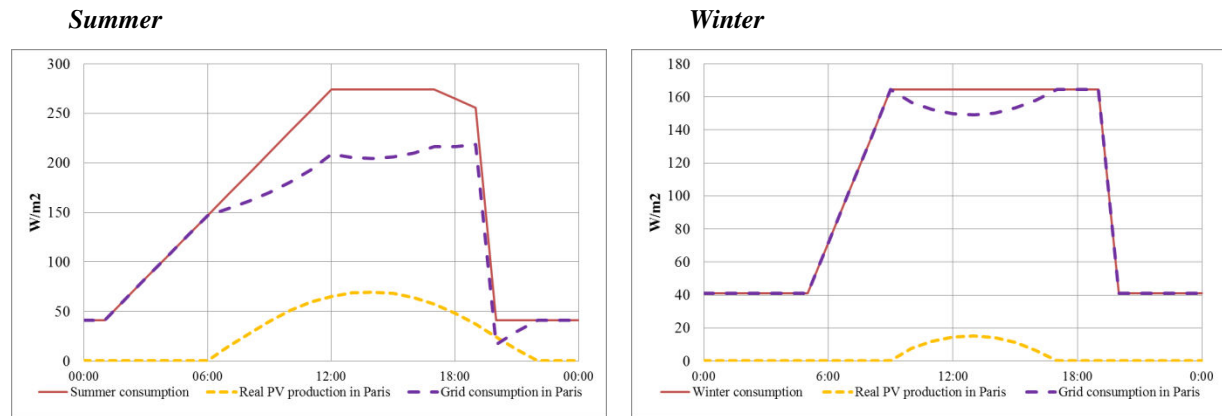 Summer
Winter
300
250
200
150
100
50
0
W/m2
00:00 06:00 12:00 18:00 00:00
Summer consumption Real PV production in Paris Grid consumption in Paris
180
160
140
120
100
80
60
40
20
0
W/m2
0:00 6:00 12:00 18:00 0:00
Winter consumption Real PV production in Paris Grid consumption in Paris